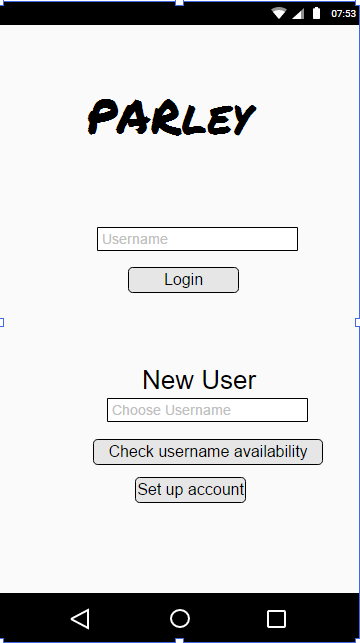 07:53
PARLEY
Username
Login
New User
Choose Username
Check username availability
Set up account